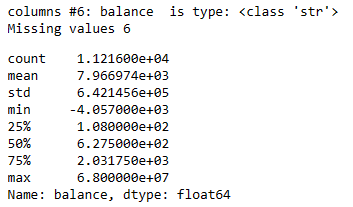 columns #6: balance  is type: <class 'str'>
Missing values 6
count    1.121600e+04
mean     7.966974e+03
std      6.421456e+05
min     -4.057000e+03
25%      1.080000e+02
50%      6.275000e+02
75%      2.031750e+03
max      6.800000e+07
Name: balance, dtype: float64